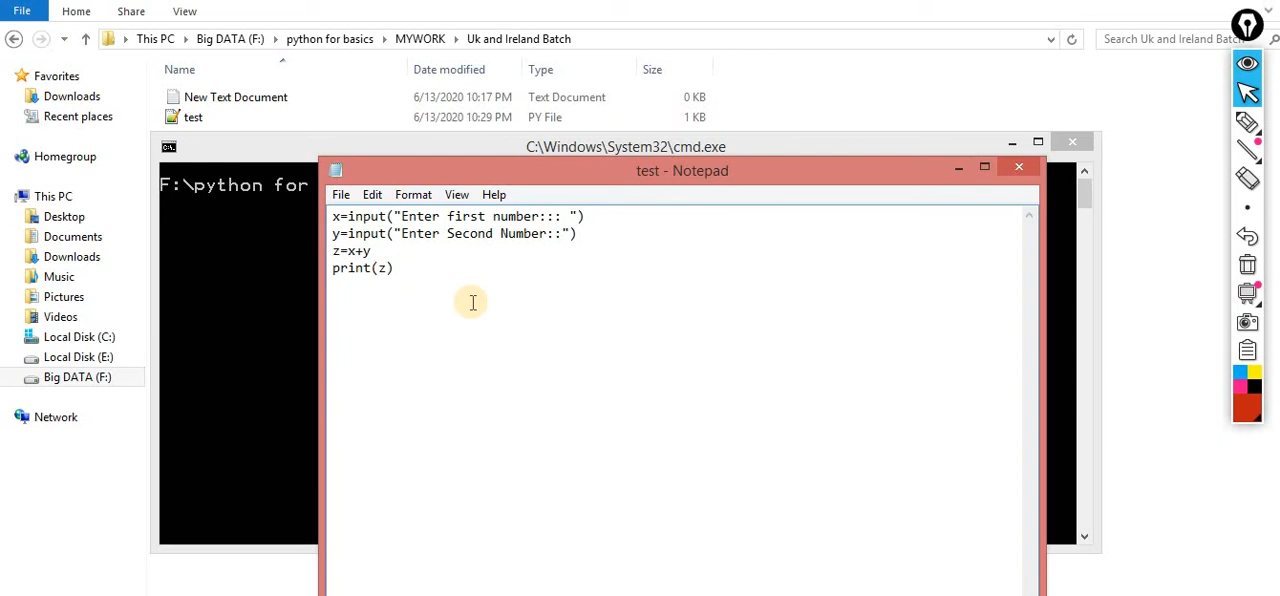 File Home Share View
This PC Big DATA (F:) python for basics MYWORK Uk and Ireland Batch Search Uk and Ireland Batch
Favorites Name Date modified Type Size
Downloads New Text Document 6/13/2020 10:17 PM Text Document 0 KB
Recent places test 6/13/2020 10:29 PM PY File 1 KB
C:\Windows\System32\cmd.exe
Homegroup
test - Notepad
F:\python for
File Edit Format View Help
This PC
Desktop
Documents
Downloads
Music
Pictures
Videos
Local Disk (C:)
Local Disk (E:)
Big DATA (F:)
Network
x=input("Enter first number::: ")
y=input("Enter Second Number::")
z=x+y
print(z)